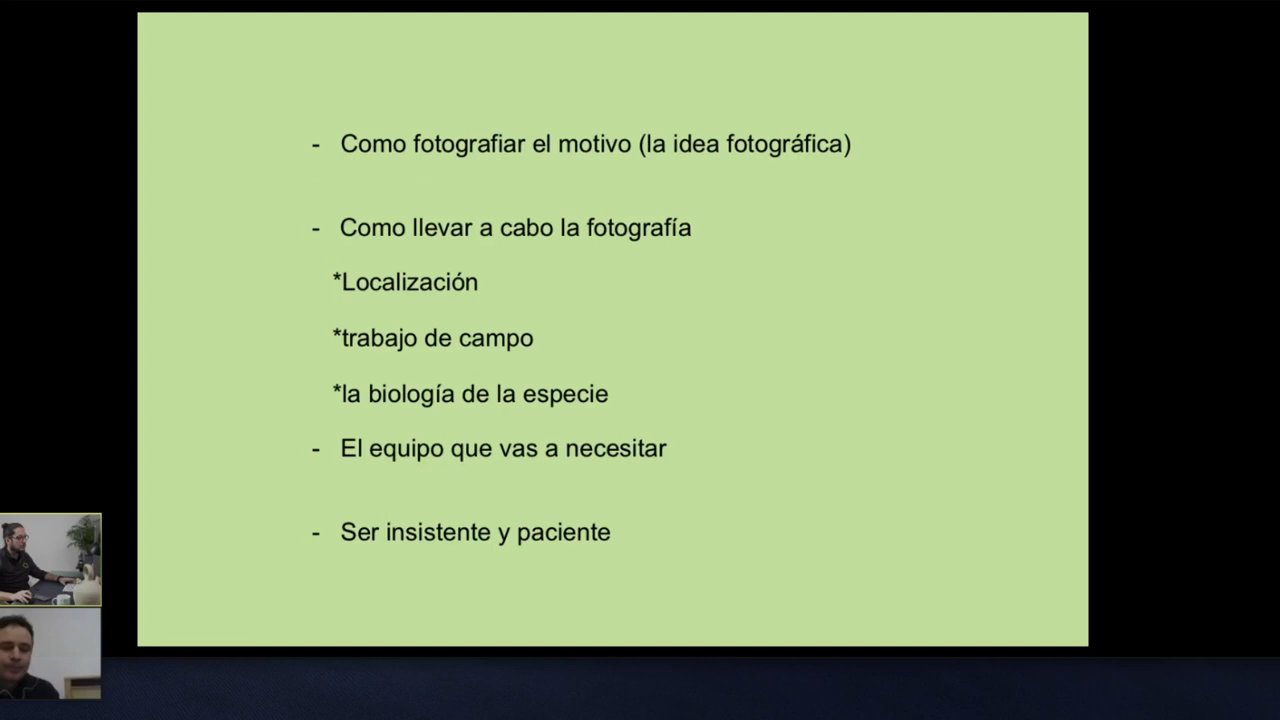 - Como fotografiar el motivo (la idea fotográfica)
- Como llevar a cabo la fotografía
*Localización
*trabajo de campo
*la biología de la especie
- El equipo que vas a necesitar
- Ser insistente y paciente